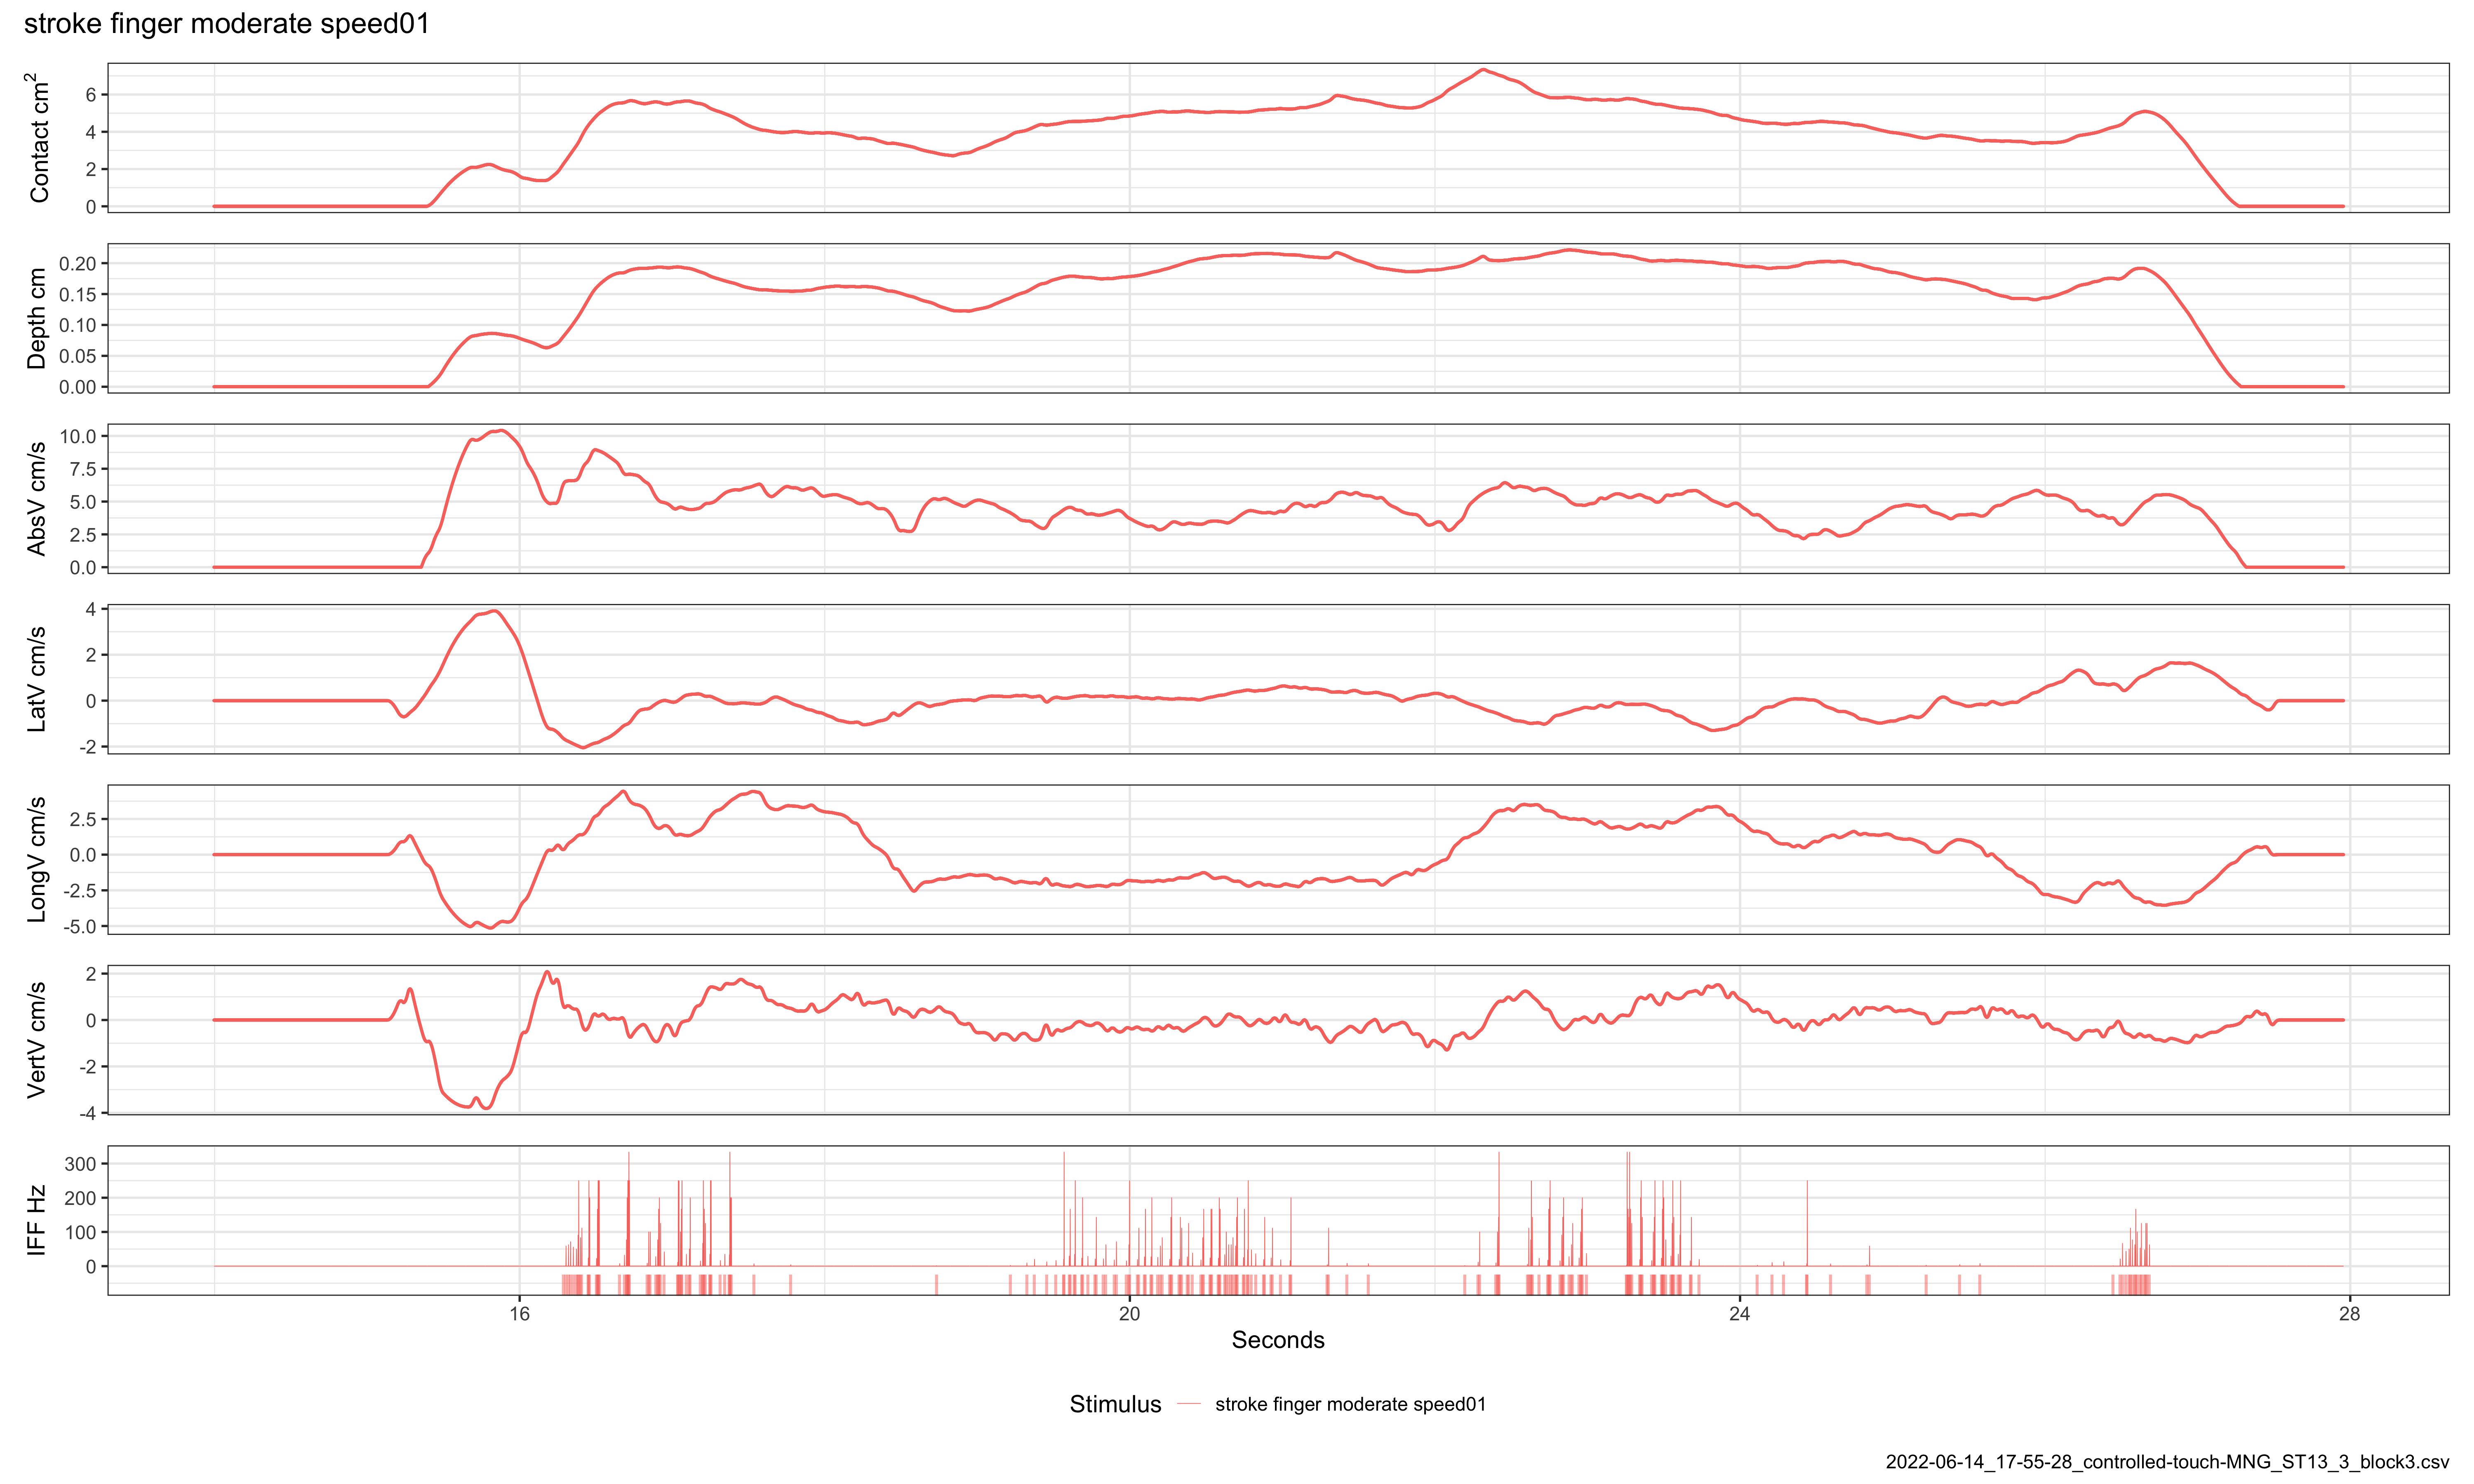 stroke finger moderate speed01
Contact cm²
6
4
2
0
Depth cm
0.20
0.15
0.10
0.05
0.00
AbsV cm/s
10.0
7.5
5.0
2.5
0.0
LatV cm/s
4
2
0
-2
LongV cm/s
2.5
0.0
-2.5
-5.0
VertV cm/s
2
0
-2
-4
IFF Hz
300
200
100
0
16 20 24 28
Seconds
Stimulus stroke finger moderate speed01
2022-06-14_17-55-28_controlled-touch-MNG_ST13_3_block3.csv